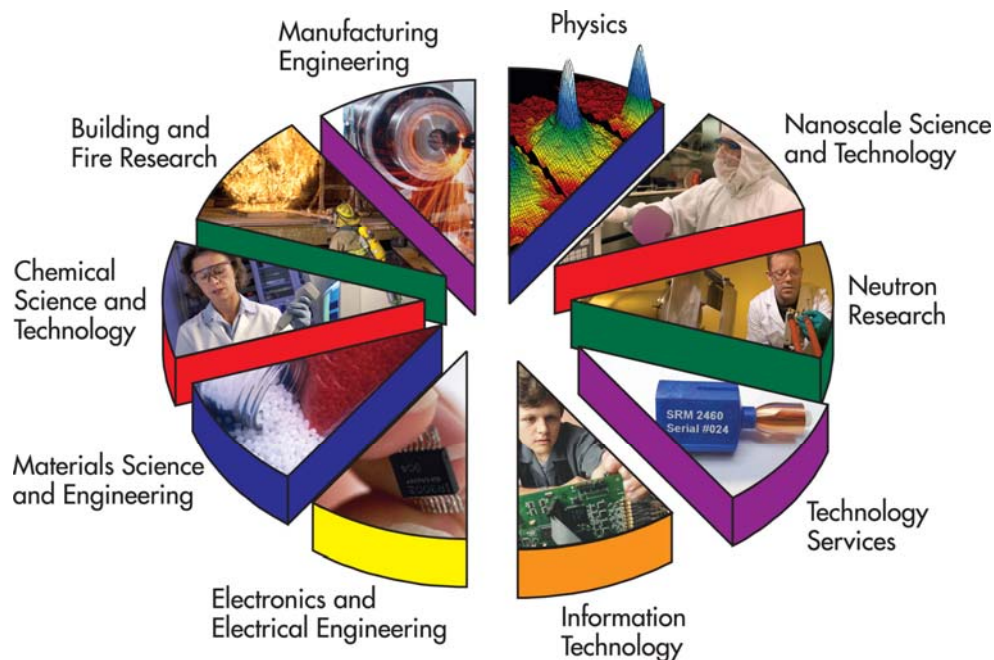 Physics
Nanoscale Science
and Technology
Neutron
Research
SRM 2460
Serial #024
Technology
Services
Information
Technology
Electronics and
Electrical Engineering
Materials Science
and Engineering
Chemical
Science and
Technology
Building and
Fire Research
Manufacturing
Engineering